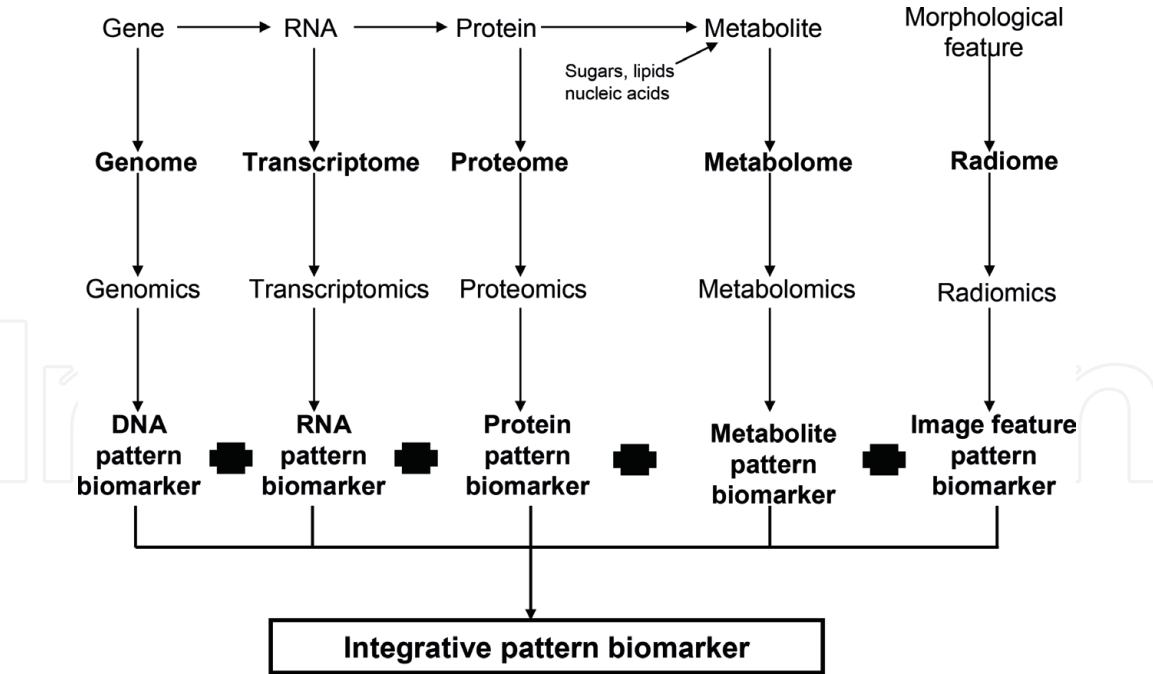 Gene
RNA
Protein
Metabolite
Morphological
feature
Sugars, lipids
nucleic acids
Genome
Transcriptome
Proteome
Metabolome
Radiome
Genomics
Transcriptomics
Proteomics
Metabolomics
Radiomics
DNA
pattern
biomarker
RNA
pattern
biomarker
Protein
pattern
biomarker
Metabolite
pattern
biomarker
Image feature
pattern
biomarker
Integrative pattern biomarker